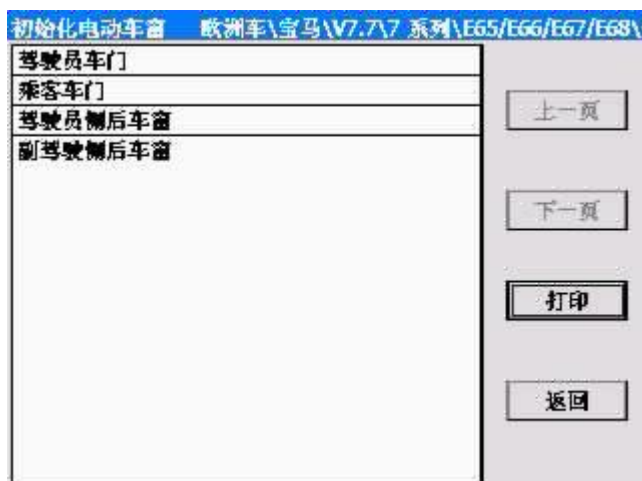 初始化电动车窗 欧洲车\宝马\V7.7\7 系列\E65/E66/E67/E68\
驾驶员车门
乘客车门
驾驶员侧后车窗
副驾驶侧后车窗
上一页
下一页
打印
返回